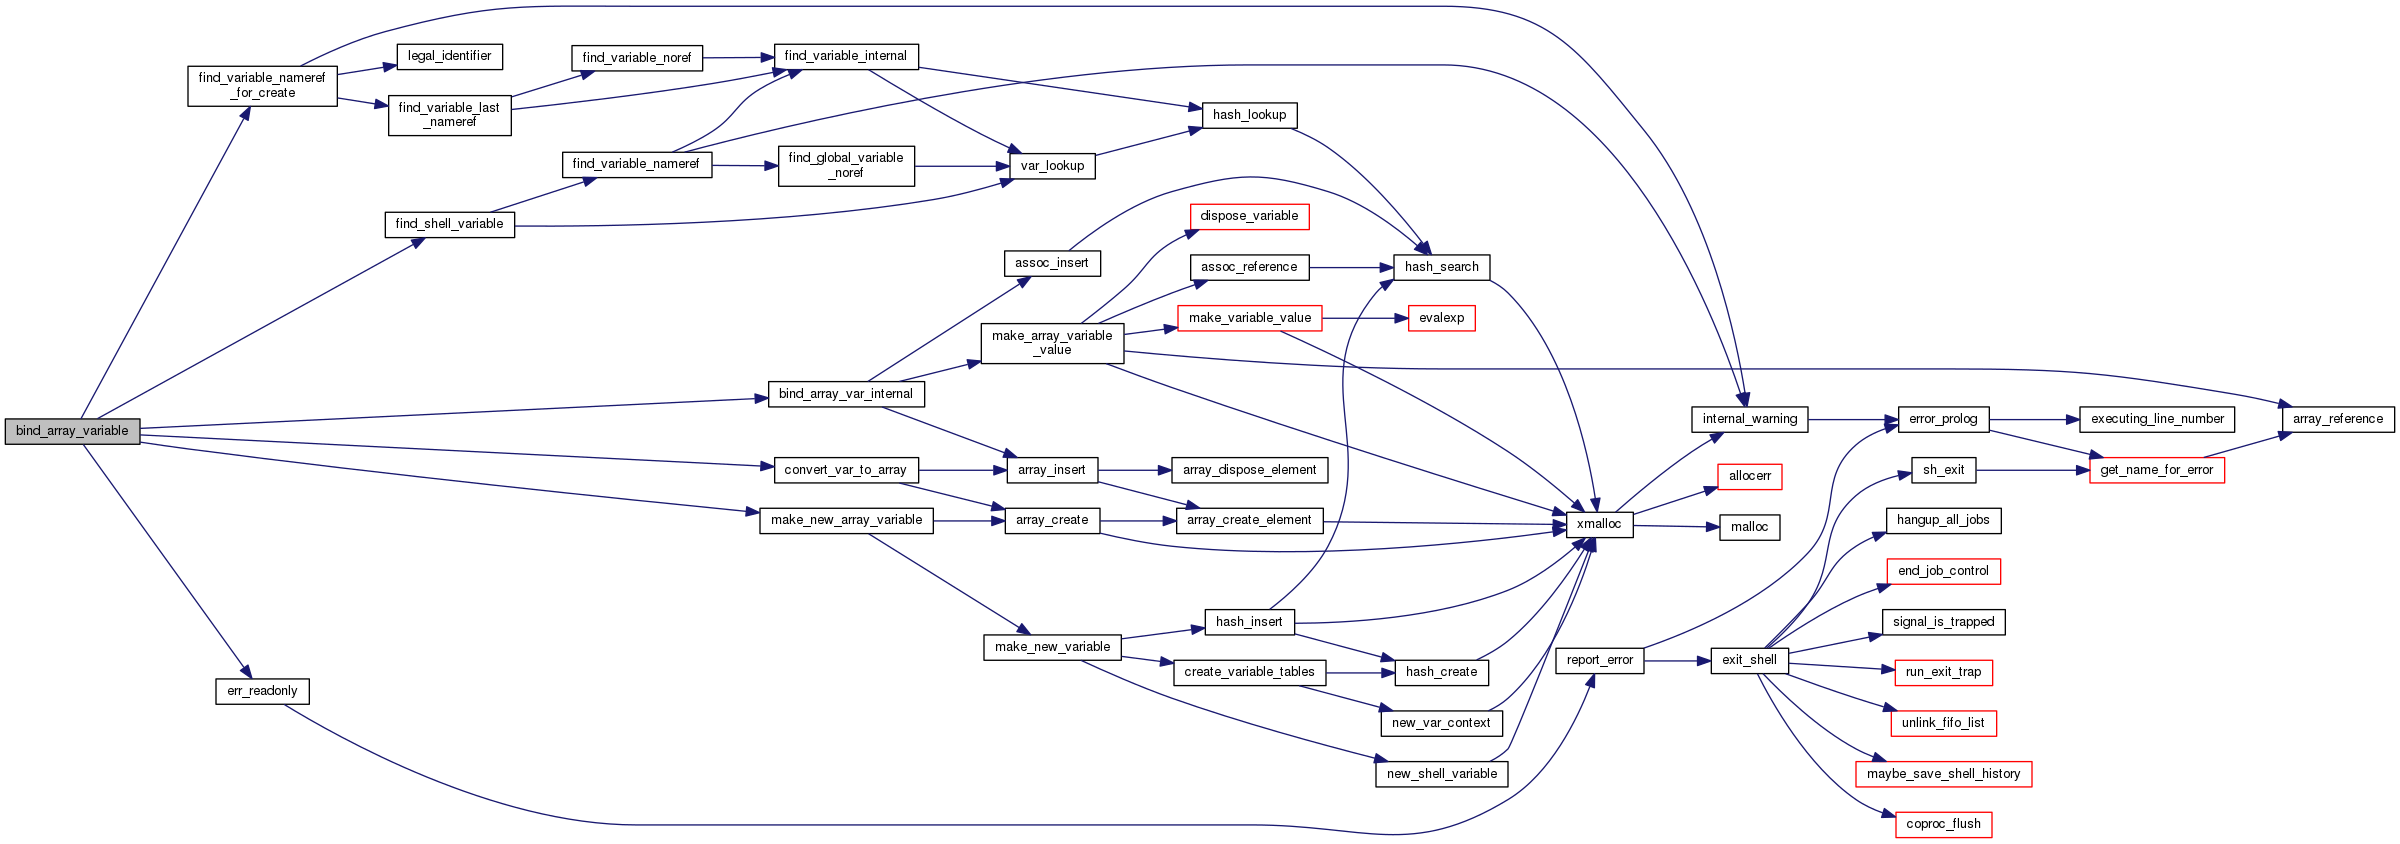 bind_array_variable
find_variable_nameref
_for_create
legal_identifier
find_variable_last
_nameref
find_variable_noref
find_variable_internal
find_variable_nameref
find_global_variable
_noref
find_shell_variable
var_lookup
hash_lookup
dispose_variable
assoc_insert
assoc_reference
hash_search
make_variable_value
evalexp
make_array_variable
_value
bind_array_var_internal
convert_var_to_array
array_insert
array_dispose_element
make_new_array_variable
array_create
array_create_element
xmalloc
internal_warning
error_prolog
executing_line_number
array_reference
allocerr
malloc
sh_exit
get_name_for_error
hangup_all_jobs
end_job_control
signal_is_trapped
hash_insert
make_new_variable
create_variable_tables
hash_create
report_error
exit_shell
run_exit_trap
err_readonly
new_var_context
unlink_fifo_list
new_shell_variable
maybe_save_shell_history
coproc_flush